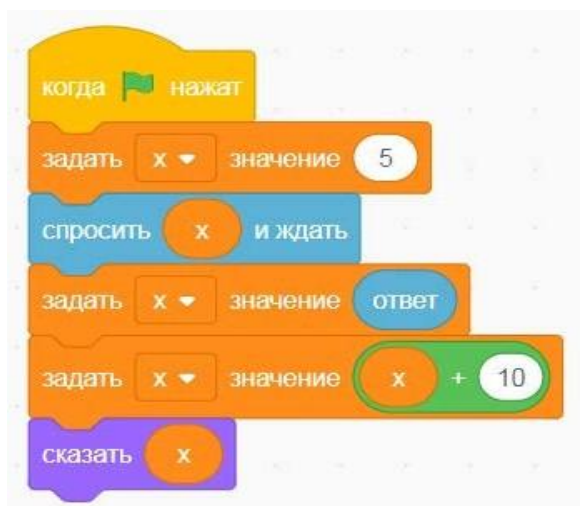 когда нажат
задать x значение 5
спросить x и ждать
задать x значение ответ
задать x значение x + 10
сказать x